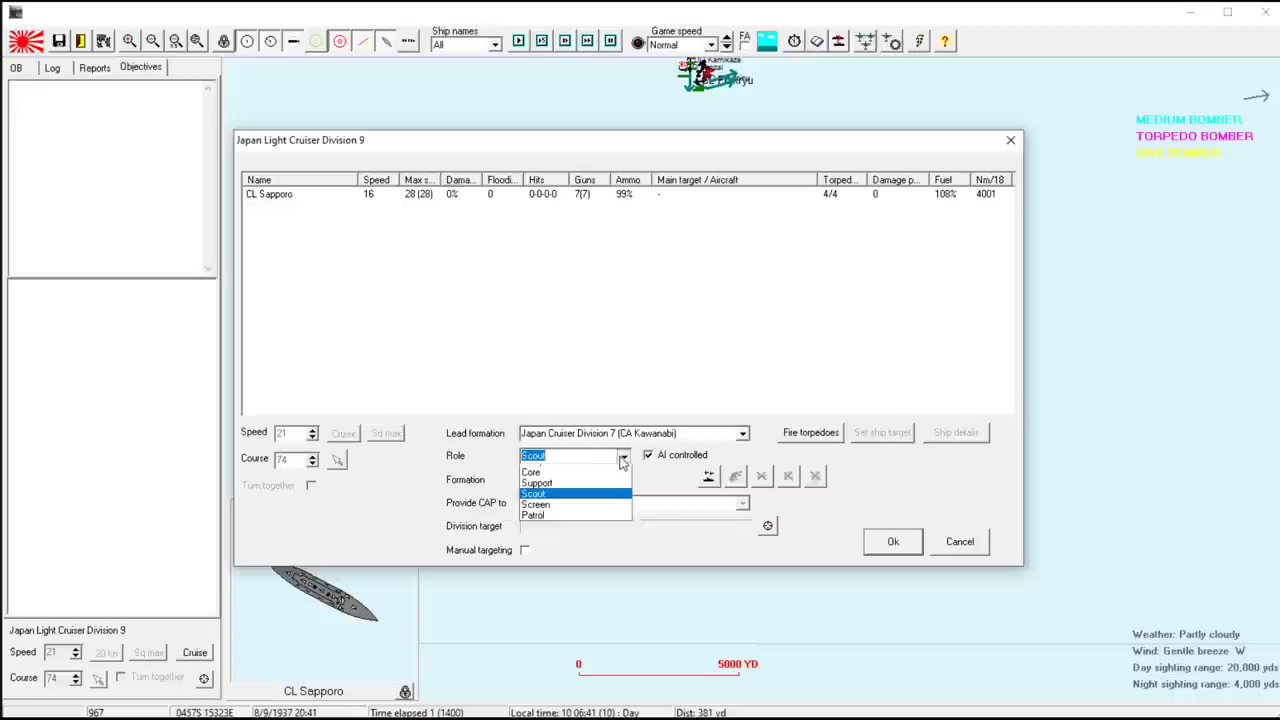 Ship names
Game speed
All
Normal
FA
?
OB
Log
Reports
Objectives
Kamikaze
MEDIUM BOMBER
TORPEDO BOMBER
DIVE BOMBER
Japan Light Cruiser Division 9
Name Speed Max s... Dama... Floodi... Hits Guns Ammo Main target / Aircraft Torped... Damage p... Fuel Nm/18
CL Sapporo 16 28 (28) 0% 0 0-0-0-0 7(7) 99% - 4/4 0 108% 4001
Speed 21 Cruise Sq max
Course 74
Turn together
Lead formation Japan Cruiser Division 7 (CA Kawanabi)
Role Scout
AI controlled
Core
Support
Scout
Screen
Patrol
Formation
Provide CAP to
Division target
Manual targeting
Fire torpedoes Set ship target Ship details
Ok Cancel
Japan Light Cruiser Division 9
Speed 21 20 kn Sq max Cruise
Course 74 Turn together
CL Sapporo
0 5000 YD
Weather: Partly cloudy
Wind: Gentle breeze W
Day sighting range: 20,000 yds
Night sighting range: 4,000 yds
967 0457S 15323E 8/9/1937 20:41 Time elapsed 1 (1400) Local time: 10 06:41 (10) : Day Dist: 381 yd